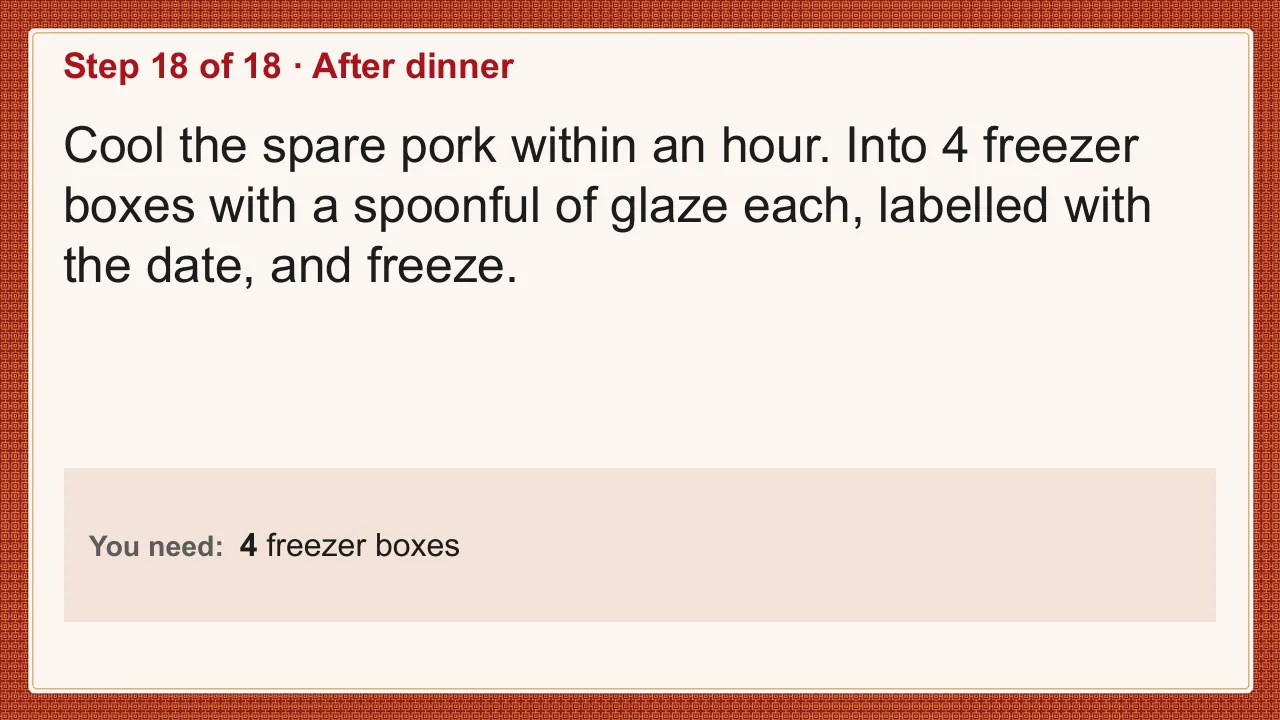 Step 18 of 18 · After dinner
Cool the spare pork within an hour. Into 4 freezer
boxes with a spoonful of glaze each, labelled with
the date, and freeze.
You need: 4 freezer boxes